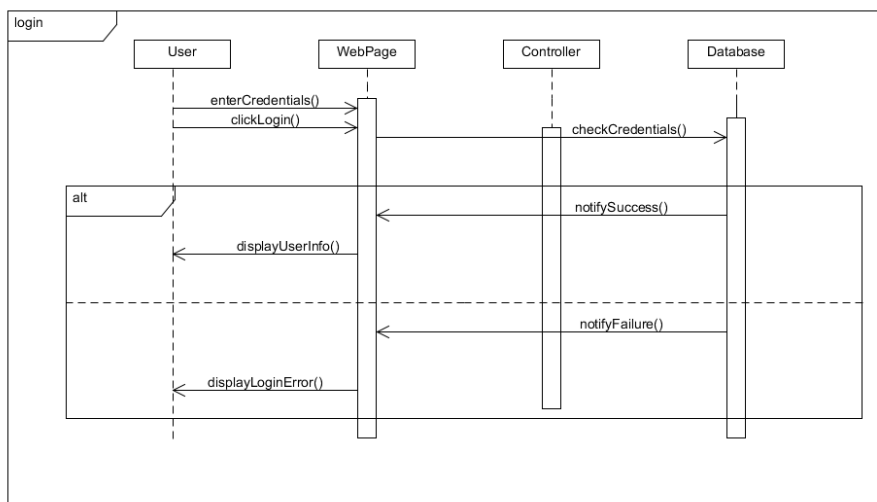 login
User
WebPage
Controller
Database
enterCredentials()
clickLogin()
checkCredentials()
alt
notifySuccess()
displayUserInfo()
notifyFailure()
displayLoginError()